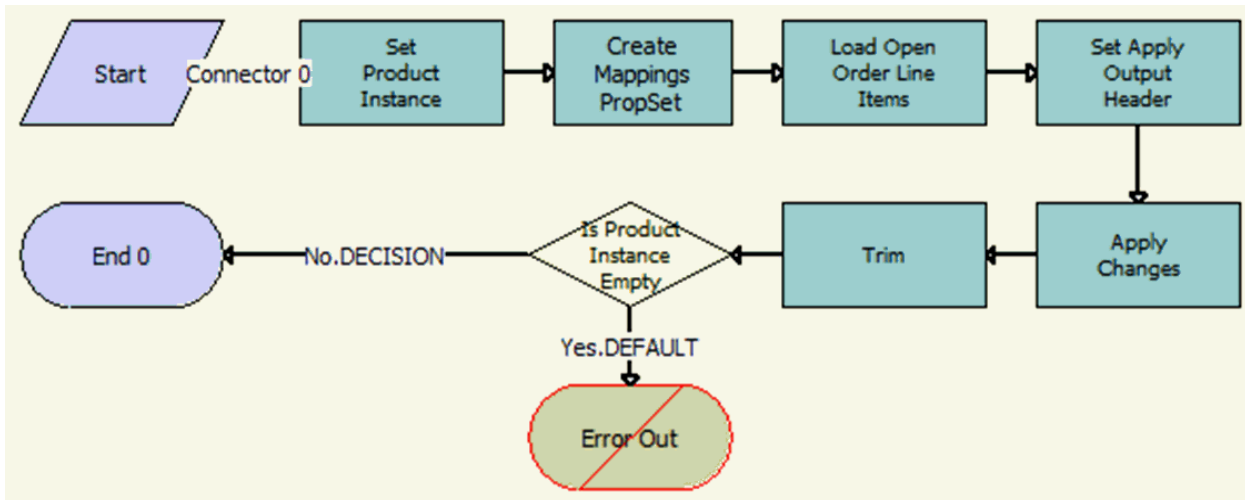 Start
Connector 0
Set
Product
Instance
Create
Mappings
PropSet
Load Open
Order Line
Items
Set Apply
Output
Header
End 0
No.DECISION
Is Product
Instance
Empty
Trim
Apply
Changes
Yes.DEFAULT
Error Out